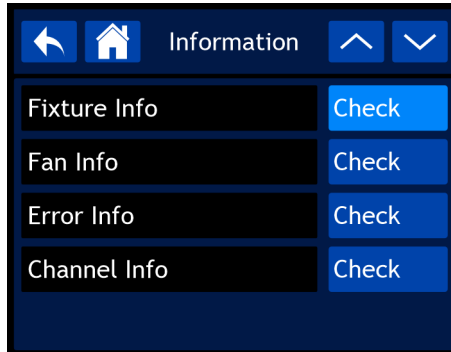 Information
Fixture Info Check
Fan Info Check
Error Info Check
Channel Info Check